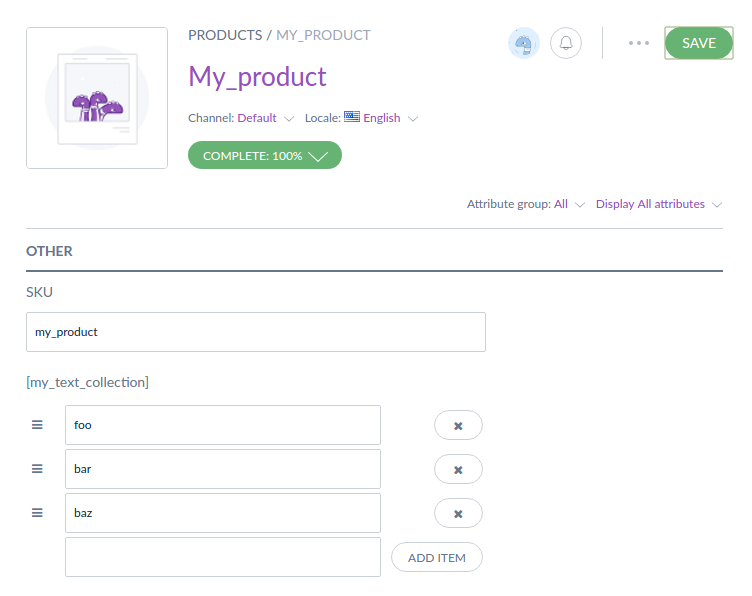 PRODUCTS / MY_PRODUCT
SAVE
My_product
Channel: Default Locale: English
COMPLETE: 100%
Attribute group: All Display All attributes
OTHER
SKU
my_product
[my_text_collection]
foo
bar
baz
ADD ITEM